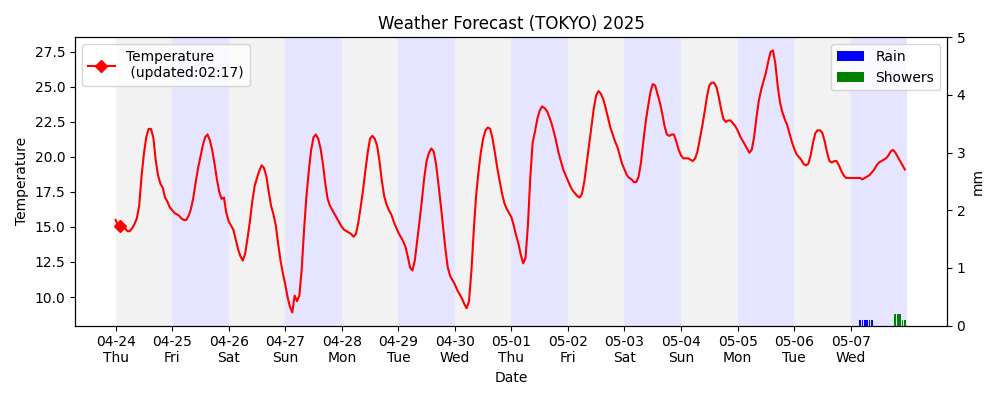 Weather Forecast (TOKYO) 2025
Temperature
(updated:02:17)
Rain
Showers
27.5
25.0
22.5
20.0
17.5
15.0
12.5
10.0
Temperature
5
4
3
2
1
0
mm
04-24 04-25 04-26 04-27 04-28 04-29 04-30 05-01 05-02 05-03 05-04 05-05 05-06 05-07
Thu Fri Sat Sun Mon Tue Wed Thu Fri Sat Sun Mon Tue Wed
Date